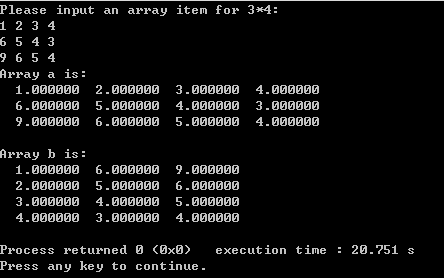 Please input an array item for 3*4:
1 2 3 4
6 5 4 3
9 6 5 4
Array a is:
1.000000 2.000000 3.000000 4.000000
6.000000 5.000000 4.000000 3.000000
9.000000 6.000000 5.000000 4.000000
Array b is:
1.000000 6.000000 9.000000
2.000000 5.000000 6.000000
3.000000 4.000000 5.000000
4.000000 3.000000 4.000000
Process returned 0 (0x0) execution time : 20.751 s
Press any key to continue.